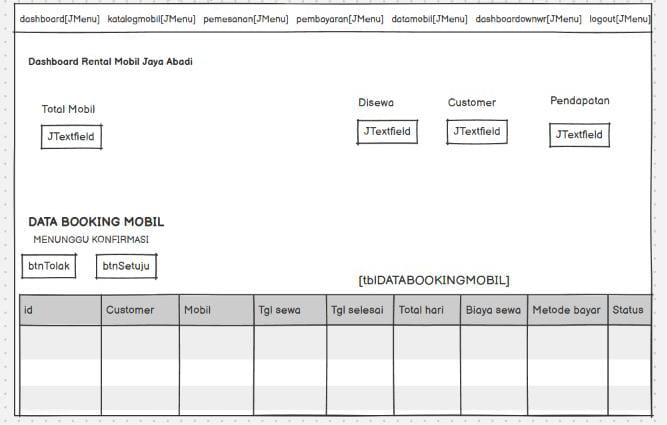 dashboard[JMenu] katalogmobil[JMenu] pemesanan[JMenu] pembayaran[JMenu] datamobil[JMenu] dashboardownwr[JMenu] logout[JMenu]
Dashboard Rental Mobil Jaya Abadi
Total Mobil Disewa Customer Pendapatan
JTextfield JTextfield JTextfield JTextfield
DATA BOOKING MOBIL
MENUNGGU KONFIRMASI
btnTolak btnSetuju
[tblDATABOOKINGMOBIL]
id Customer Mobil Tgl sewa Tgl selesai Total hari Biaya sewa Metode bayar Status